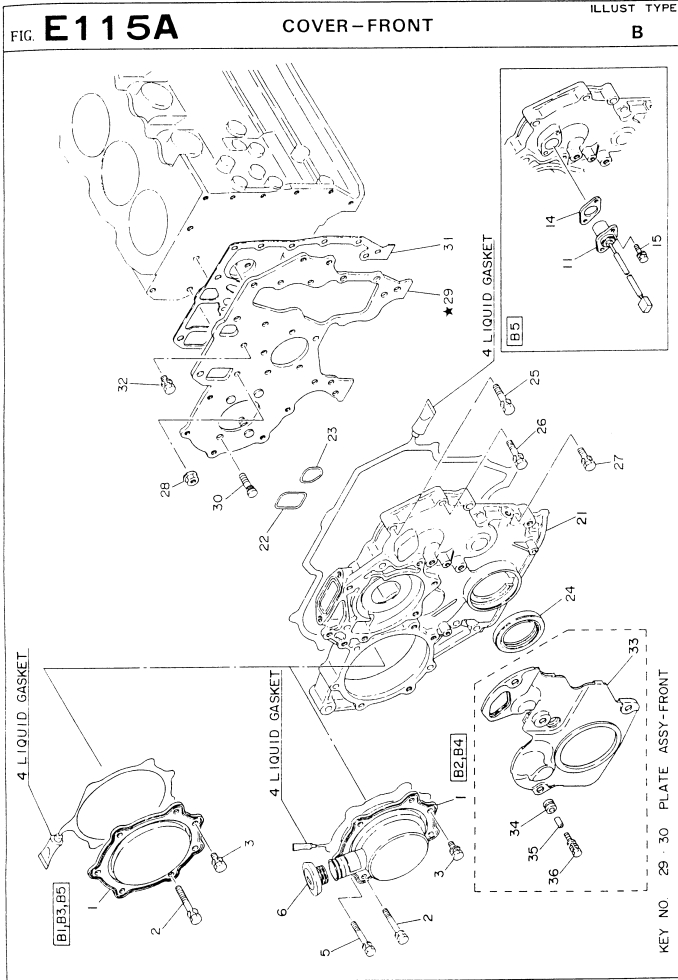 FIG. E115A
COVER-FRONT
ILLUST TYPE
B
31
★29
32
28
30
23
22
4 LIQUID GASKET
14
11
15
B5
25
26
27
21
24
4 LIQUID GASKET
B1,B3,B5
1
2
3
4 LIQUID GASKET
B2,B4
1
3
6
5
2
33
34
35
36
KEY NO. 29 · 30 PLATE ASSY-FRONT